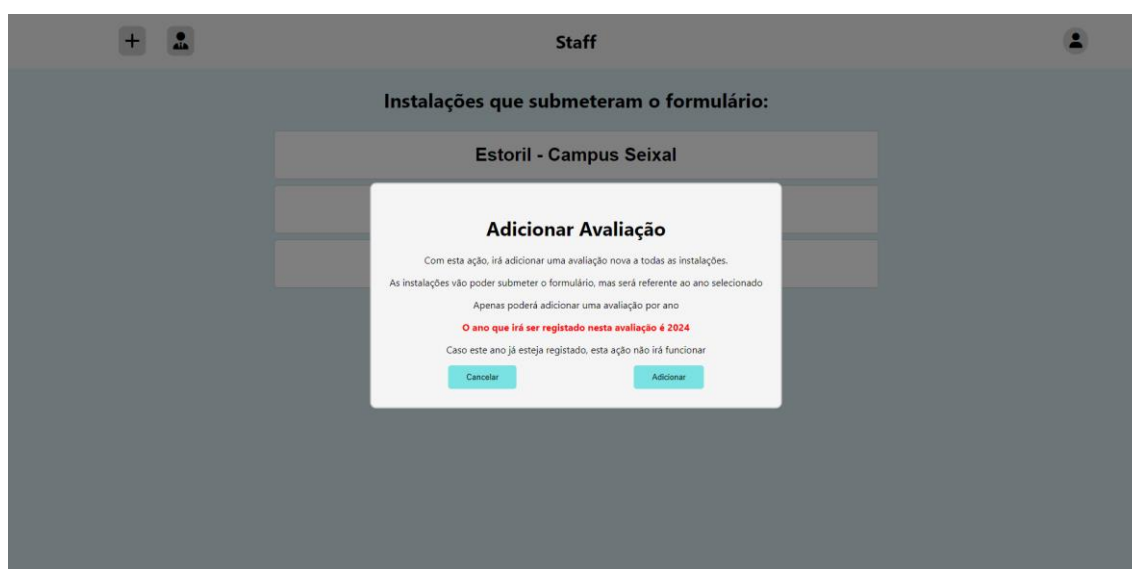 Staff
Instalações que submeteram o formulário:
Estoril - Campus Seixal
Adicionar Avaliação
Com esta ação, irá adicionar uma avaliação nova a todas as instalações.
As instalações vão poder submeter o formulário, mas será referente ao ano selecionado
Apenas poderá adicionar uma avaliação por ano
O ano que irá ser registado nesta avaliação é 2024
Caso este ano já esteja registado, esta ação não irá funcionar
Cancelar
Adicionar